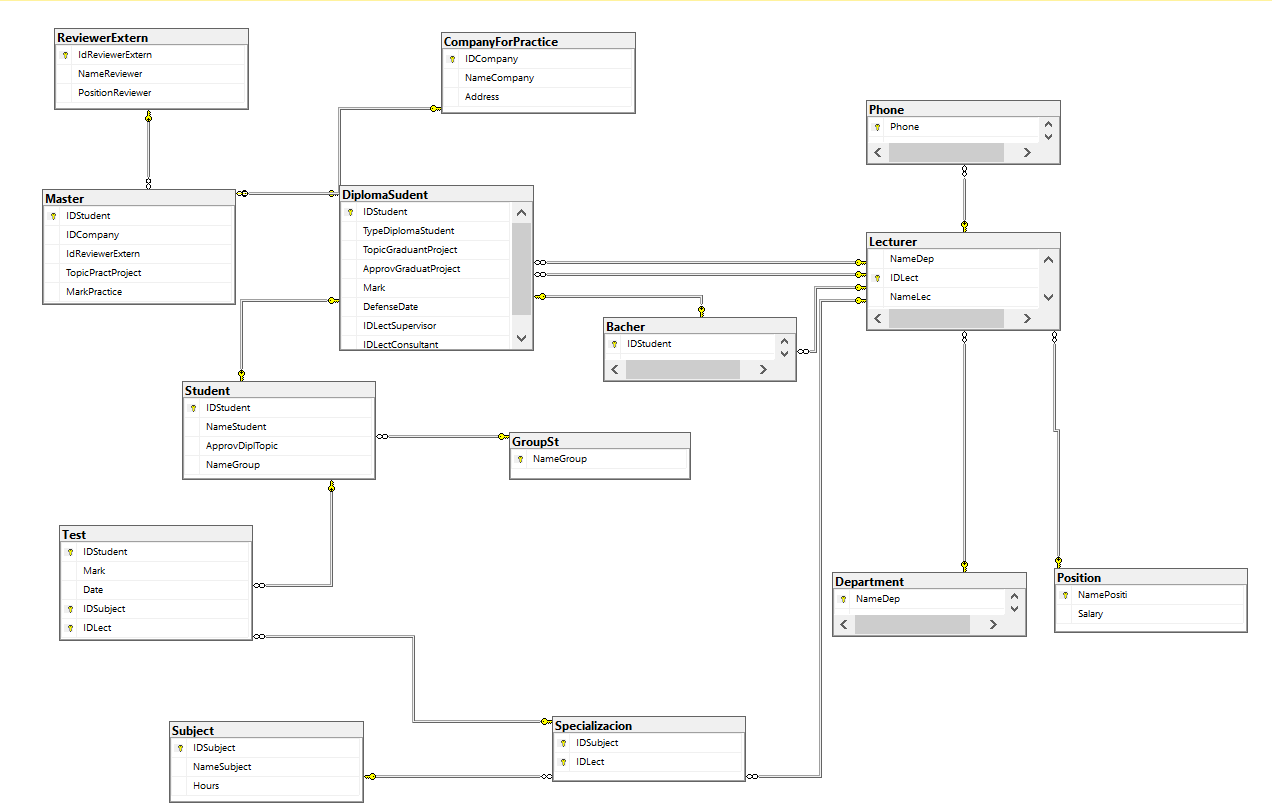 ReviewerExtern
IdReviewerExtern
NameReviewer
PositionReviewer
CompanyForPractice
IDCompany
NameCompany
Address
Phone
Phone
Master
IDStudent
IDCompany
IdReviewerExtern
TopicPractProject
MarkPractice
DiplomaSudent
IDStudent
TypeDiplomaStudent
TopicGraduantProject
ApprovGraduatProject
Mark
DefenseDate
IDLectSupervisor
IDLectConsultant
Lecturer
NameDep
IDLect
NameLec
Bacher
IDStudent
Student
IDStudent
NameStudent
ApprovDiplTopic
NameGroup
GroupSt
NameGroup
Test
IDStudent
Mark
Date
IDSubject
IDLect
Department
NameDep
Position
NamePositi
Salary
Subject
IDSubject
NameSubject
Hours
Specializacion
IDSubject
IDLect